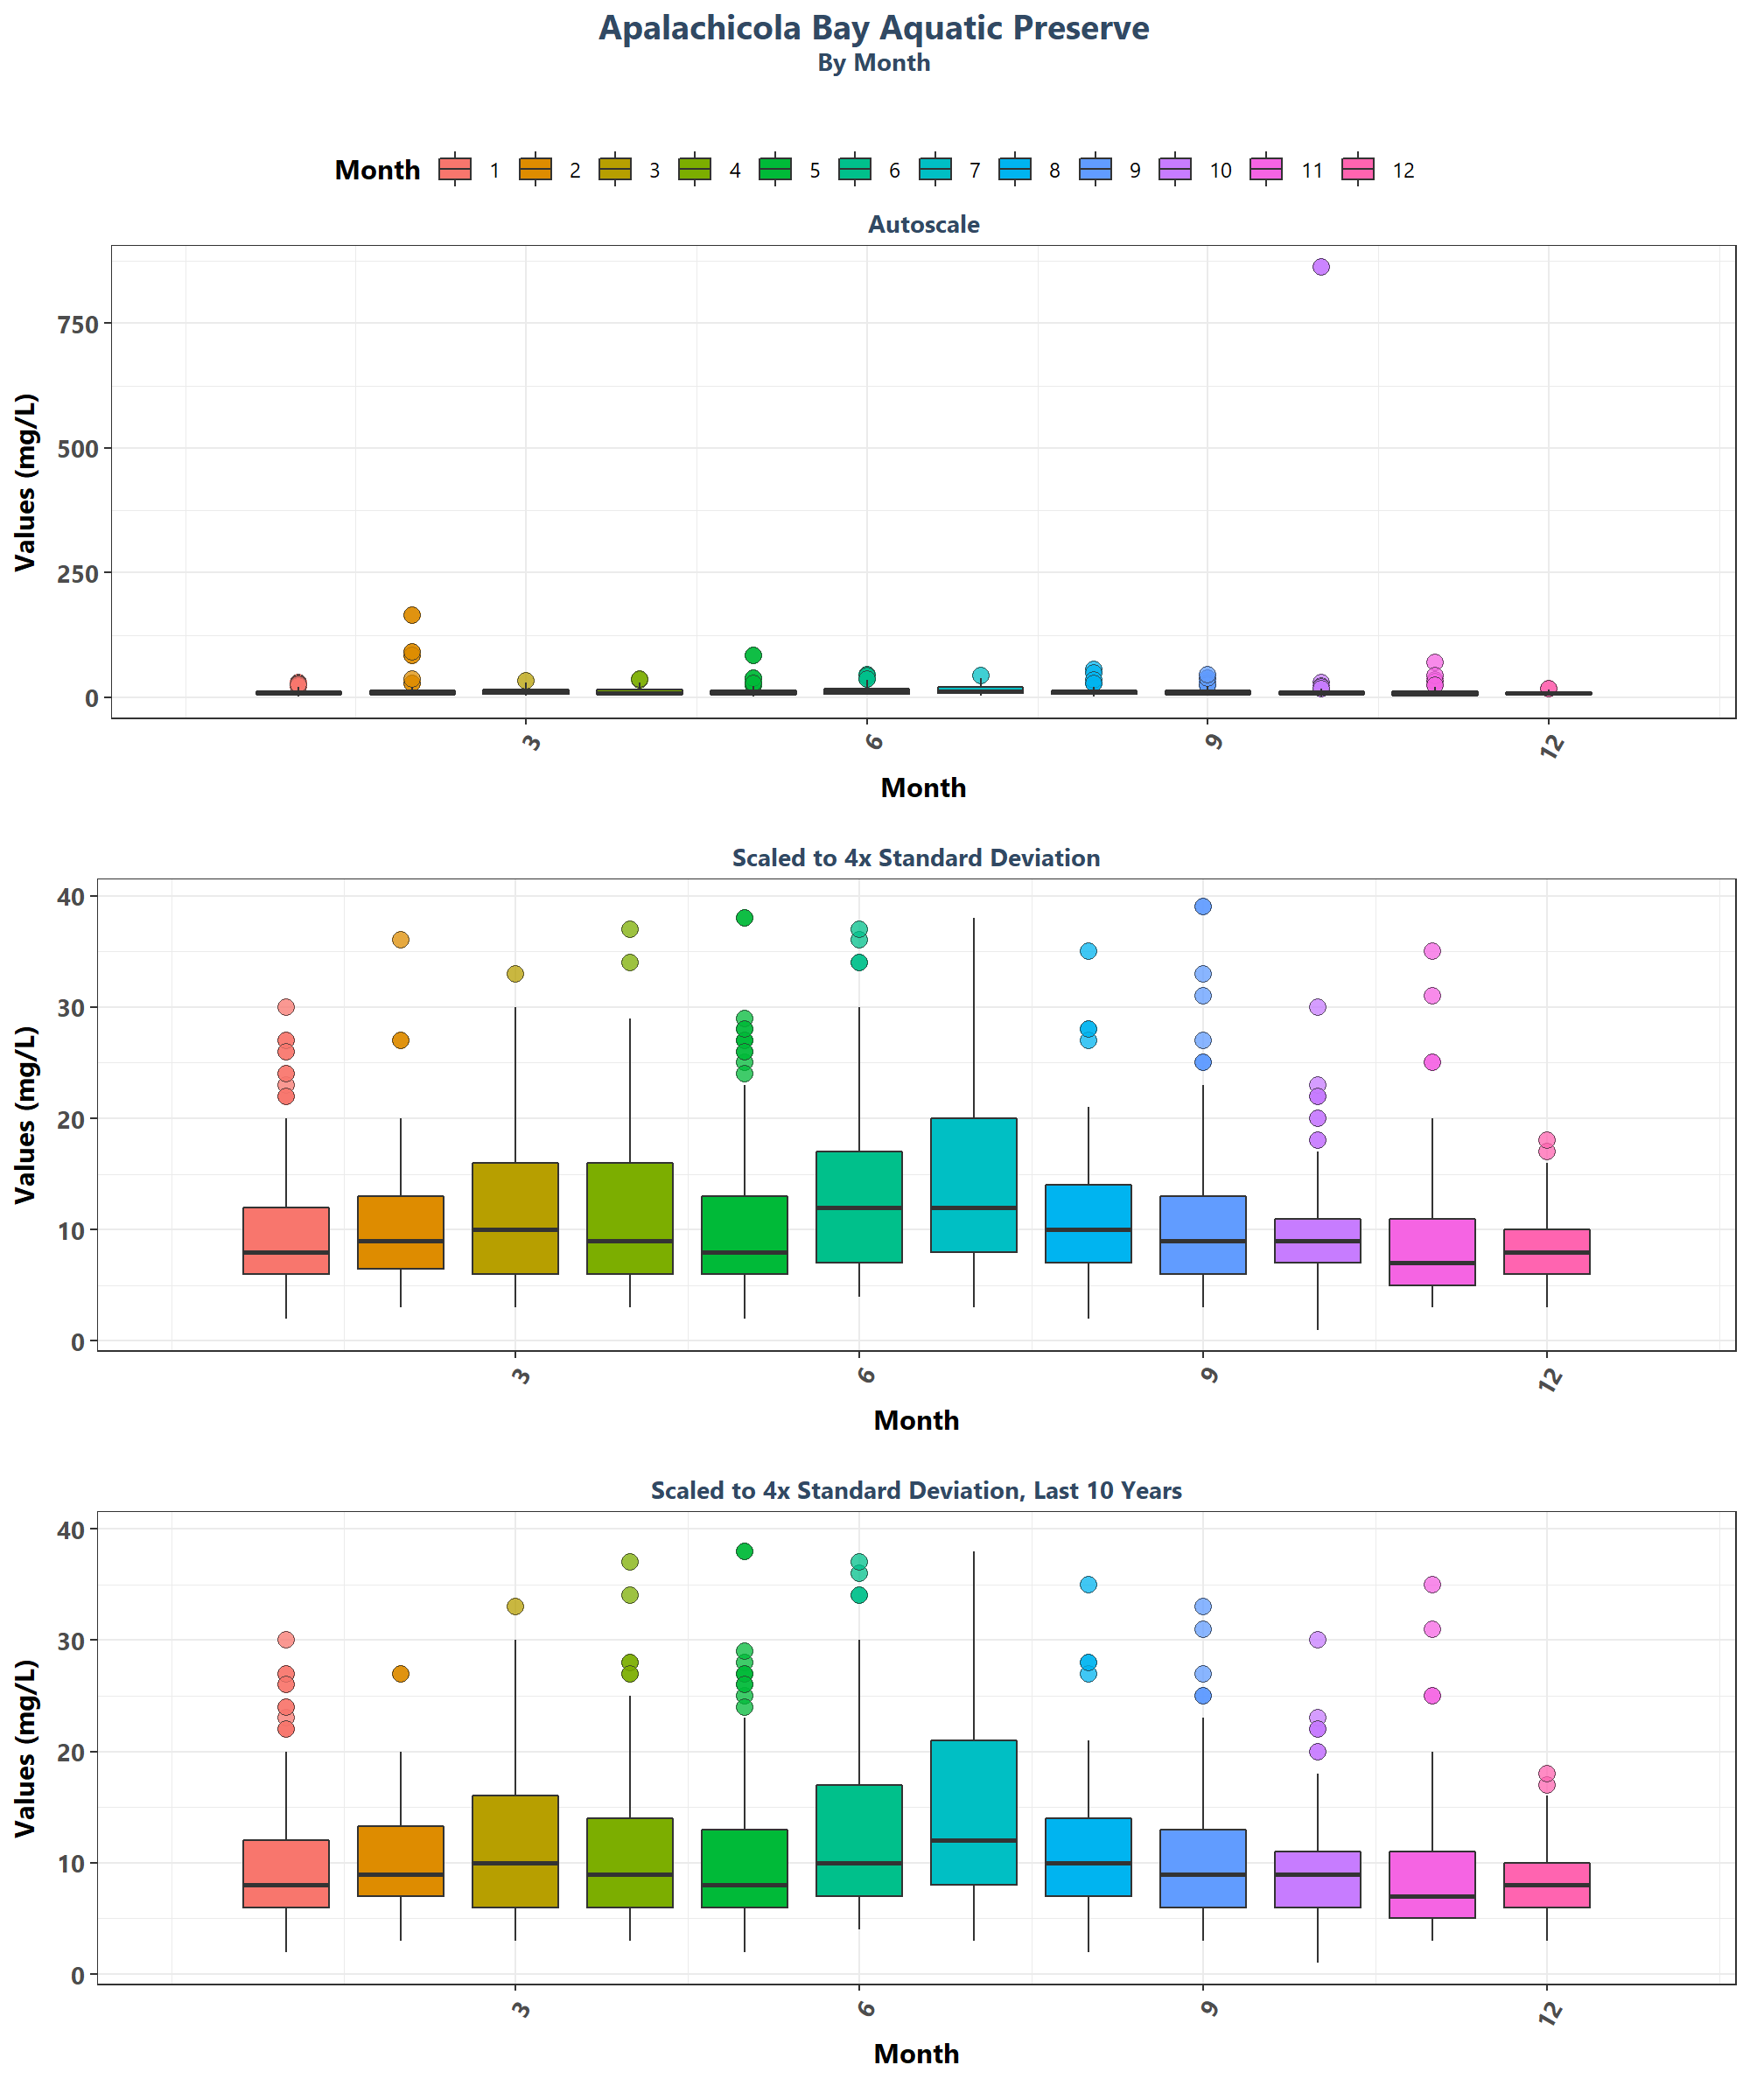 Apalachicola Bay Aquatic Preserve
By Month
Month 1 2 3 4 5 6 7 8 9 10 11 12
Autoscale
Values (mg/L)
750
500
250
0
3 6 9 12
Month
Scaled to 4x Standard Deviation
Values (mg/L)
40
30
20
10
0
3 6 9 12
Month
Scaled to 4x Standard Deviation, Last 10 Years
Values (mg/L)
40
30
20
10
0
3 6 9 12
Month